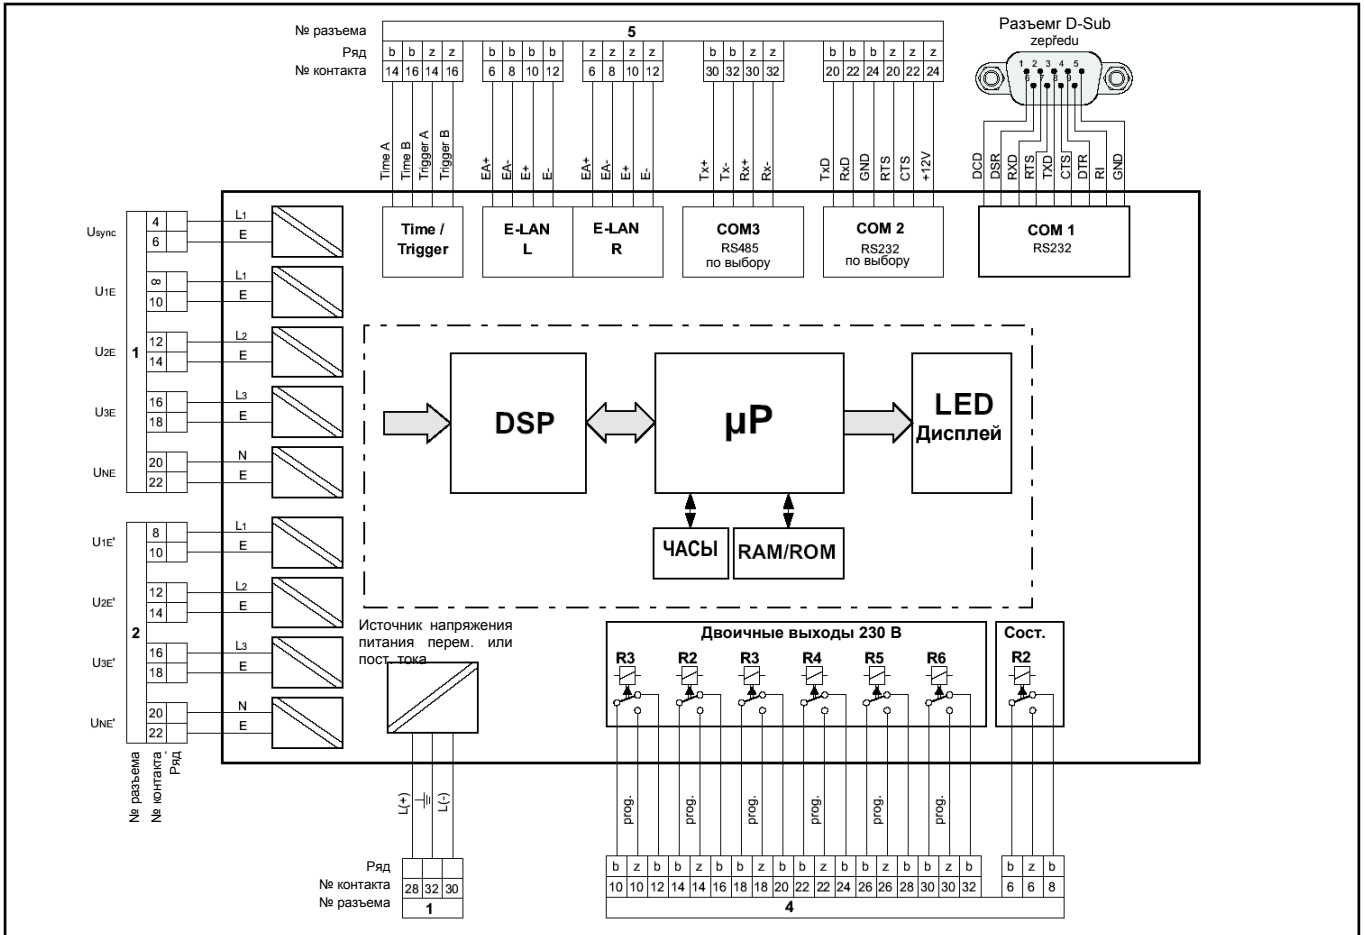 № разъема
5
Ряд
b b z z b b b b z z z z b b z z b b b z z z
№ контакта
14 16 14 16 6 8 10 12 6 8 10 12 30 32 30 32 20 22 24 20 22 24
Разъемг D-Sub
zepředu
1 2 3 4 5
6 7 8 9
Time A
Time B
Trigger A
Trigger B
EA+
EA-
E+
E-
EA+
EA-
E+
E-
Tx+
Tx-
Rx+
Rx-
TxD
RxD
GND
RTS
CTS
+12V
DCD
DSR
RXD
RTS
TXD
CTS
DTR
RI
GND
Time /
Trigger
E-LAN
L
E-LAN
R
COM3
RS485
по выбору
COM 2
RS232
по выбору
COM 1
RS232
Usync
4
6
L1
E
U1E
8
10
L1
E
U2E
1
12
14
L2
E
U3E
16
18
L3
E
UNE
20
22
N
E
U1E'
8
10
L1
E
U2E'
12
14
L2
E
2
U3E'
16
18
L3
E
UNE'
20
22
N
E
№ разъема
№ контакта
Ряд
DSP
µP
LED
Дисплей
ЧАСЫ
RAM/ROM
Источник напряжения
питания перем. или
пост. тока
Двоичные выходы 230 В
R3 R2 R3 R4 R5 R6
Сост.
R2
L(+)
L(-)
prog.
prog.
prog.
prog.
prog.
prog.
Ряд
№ контакта
28 32 30
№ разъема
1
b z b b z b b z b b z b b z b b z b b z b
10 10 12 14 14 16 18 18 20 22 22 24 26 26 28 30 30 32 6 6 8
4